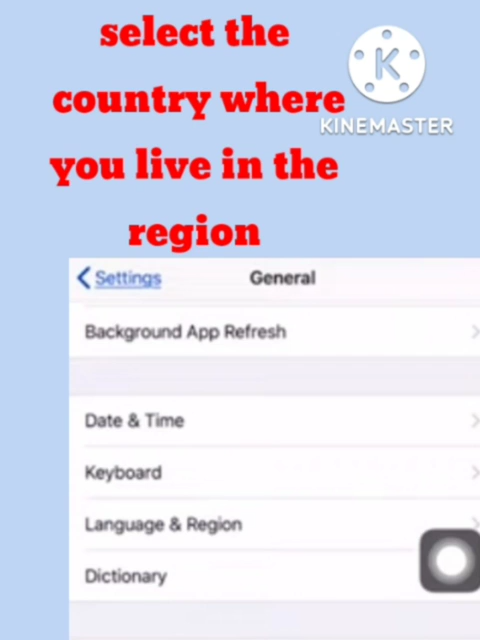 select the
country where
you live in the
region
K
KINEMASTER
Settings
General
Background App Refresh
Date & Time
Keyboard
Language & Region
Dictionary